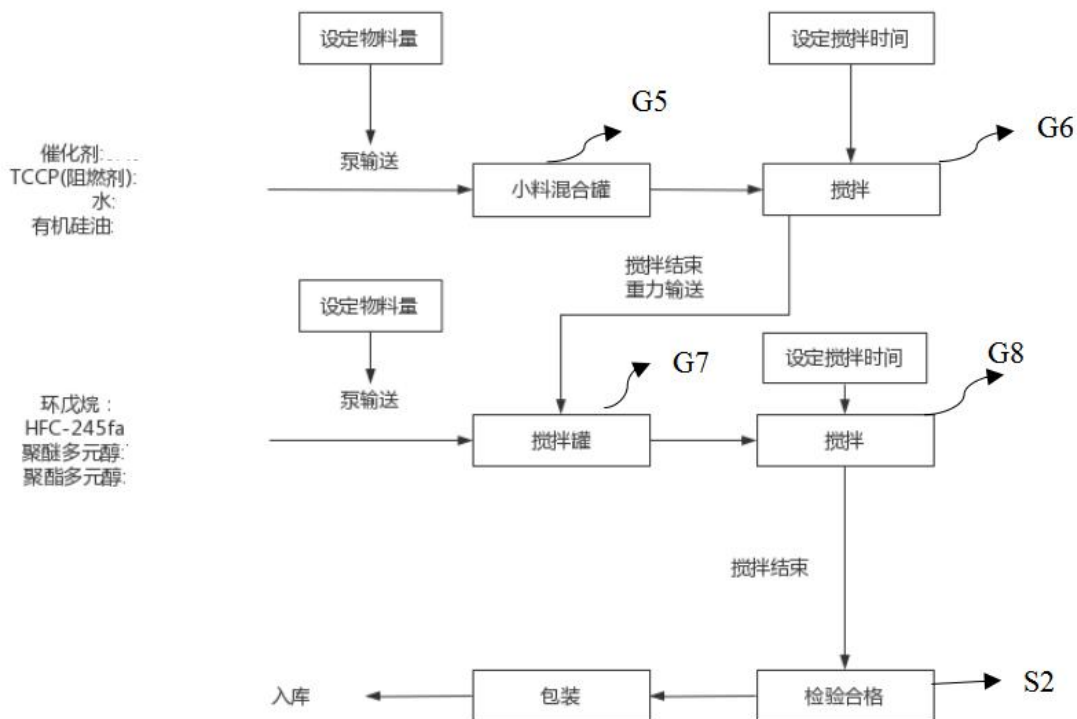 设定物料量
设定搅拌时间
G5
G6
催化剂:
TCCP(阻燃剂):
水:
有机硅油:
泵输送
小料混合罐
搅拌
搅拌结束
重力输送
设定物料量
设定搅拌时间
G7
G8
环戊烷：
HFC-245fa
聚醚多元醇:
聚酯多元醇:
泵输送
搅拌罐
搅拌
搅拌结束
入库
包装
检验合格
S2